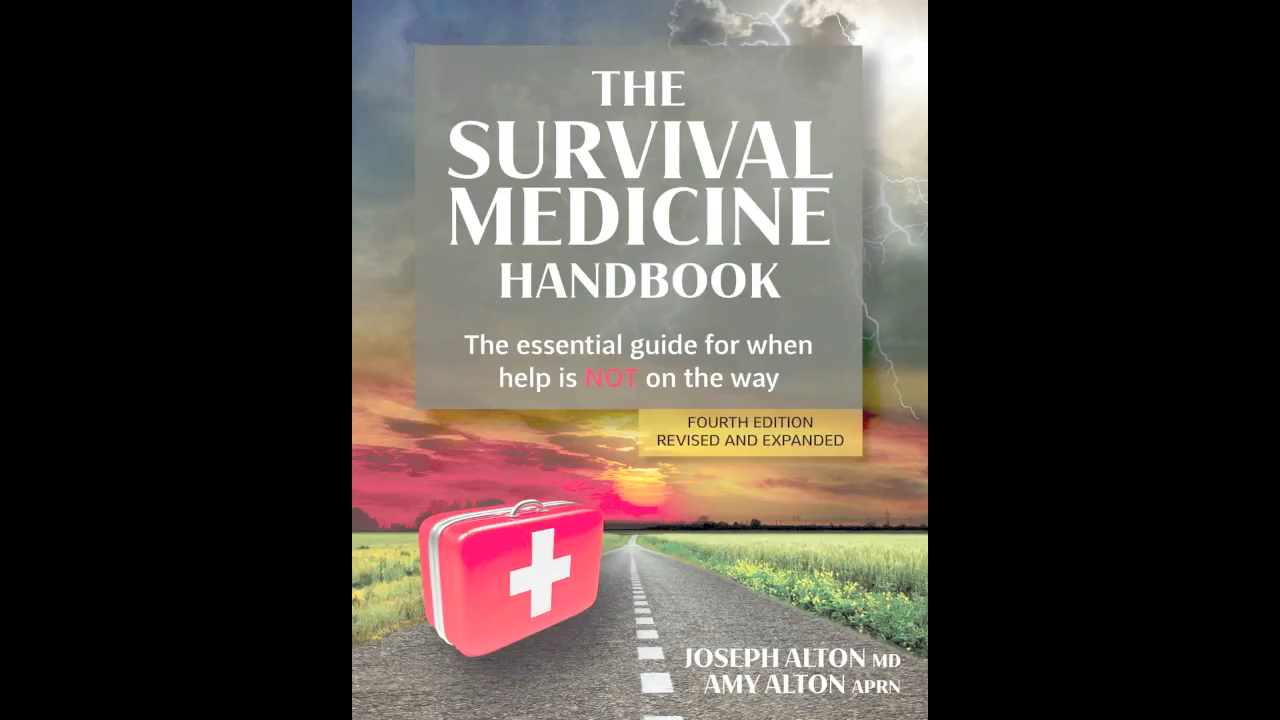 THE
SURVIVAL
MEDICINE
HANDBOOK
The essential guide for when
help is NOT on the way
FOURTH EDITION
REVISED AND EXPANDED
JOSEPH ALTON MD
AMY ALTON APRN